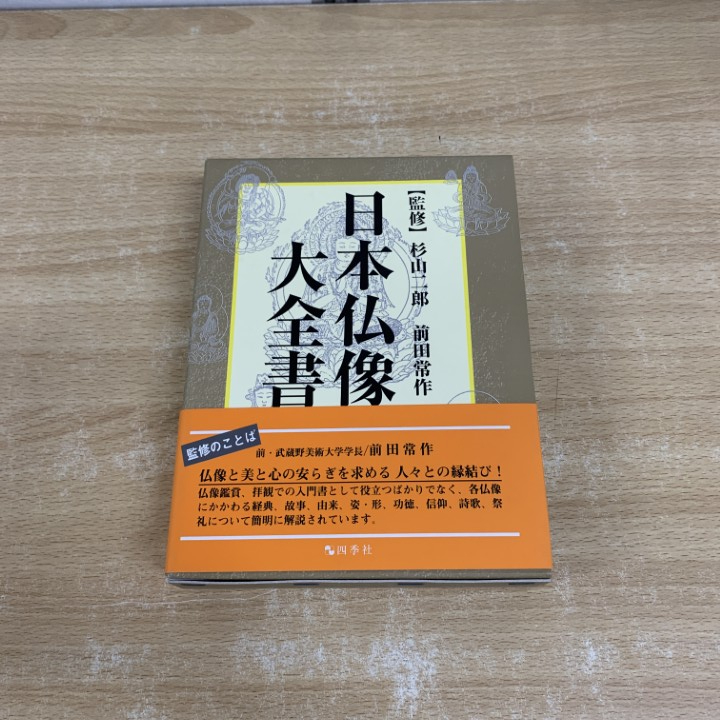 日本仏像
大全書
【監修】 杉山二郎 前田常作
監修のことば
前・武蔵野美術大学学長/前田常作
仏像と美と心の安らぎを求める 人々との縁結び！
仏像鑑賞、拝観での入門書として役立つばかりでなく、各仏像
にかかわる経典、故事、由来、姿・形、功徳、信仰、詩歌、祭
礼について簡明に解説されています。
四季社